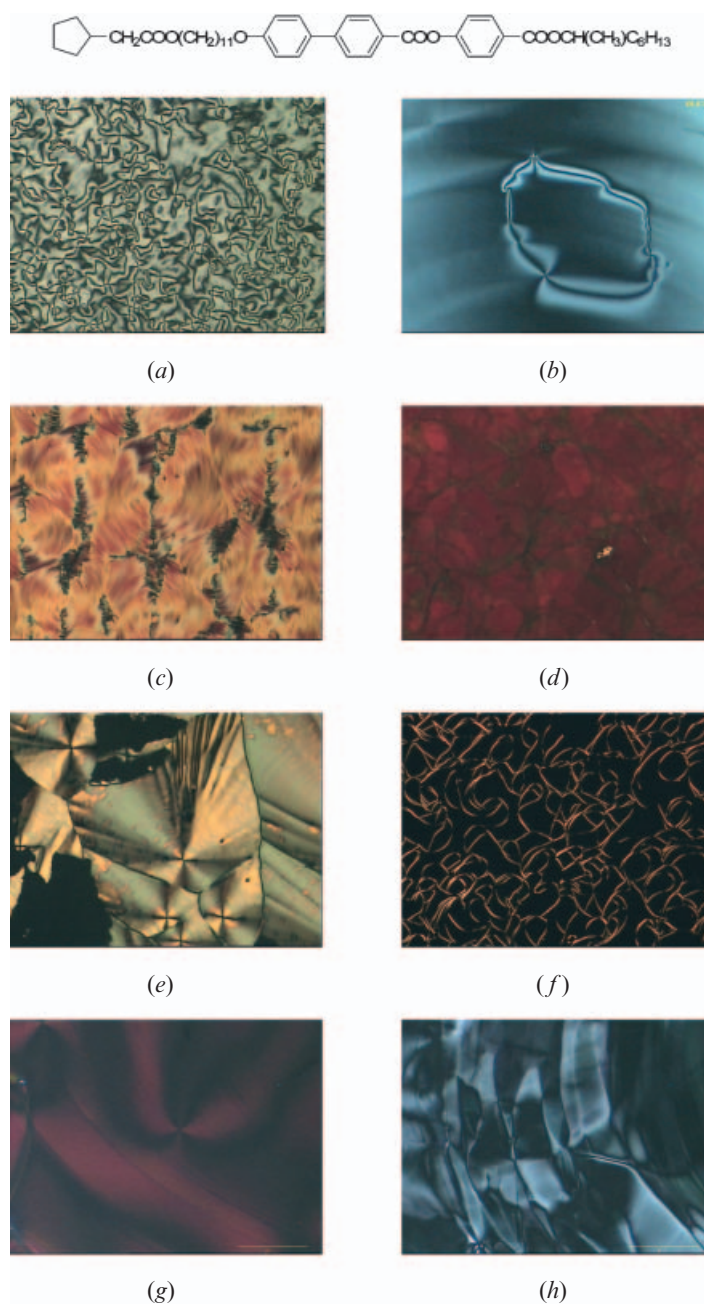 CH₂COO(CH₂)₁₁O COO COOCH(CH₃)C₆H₁₃
(a) (b)
(c) (d)
(e) (f)
(g) (h)